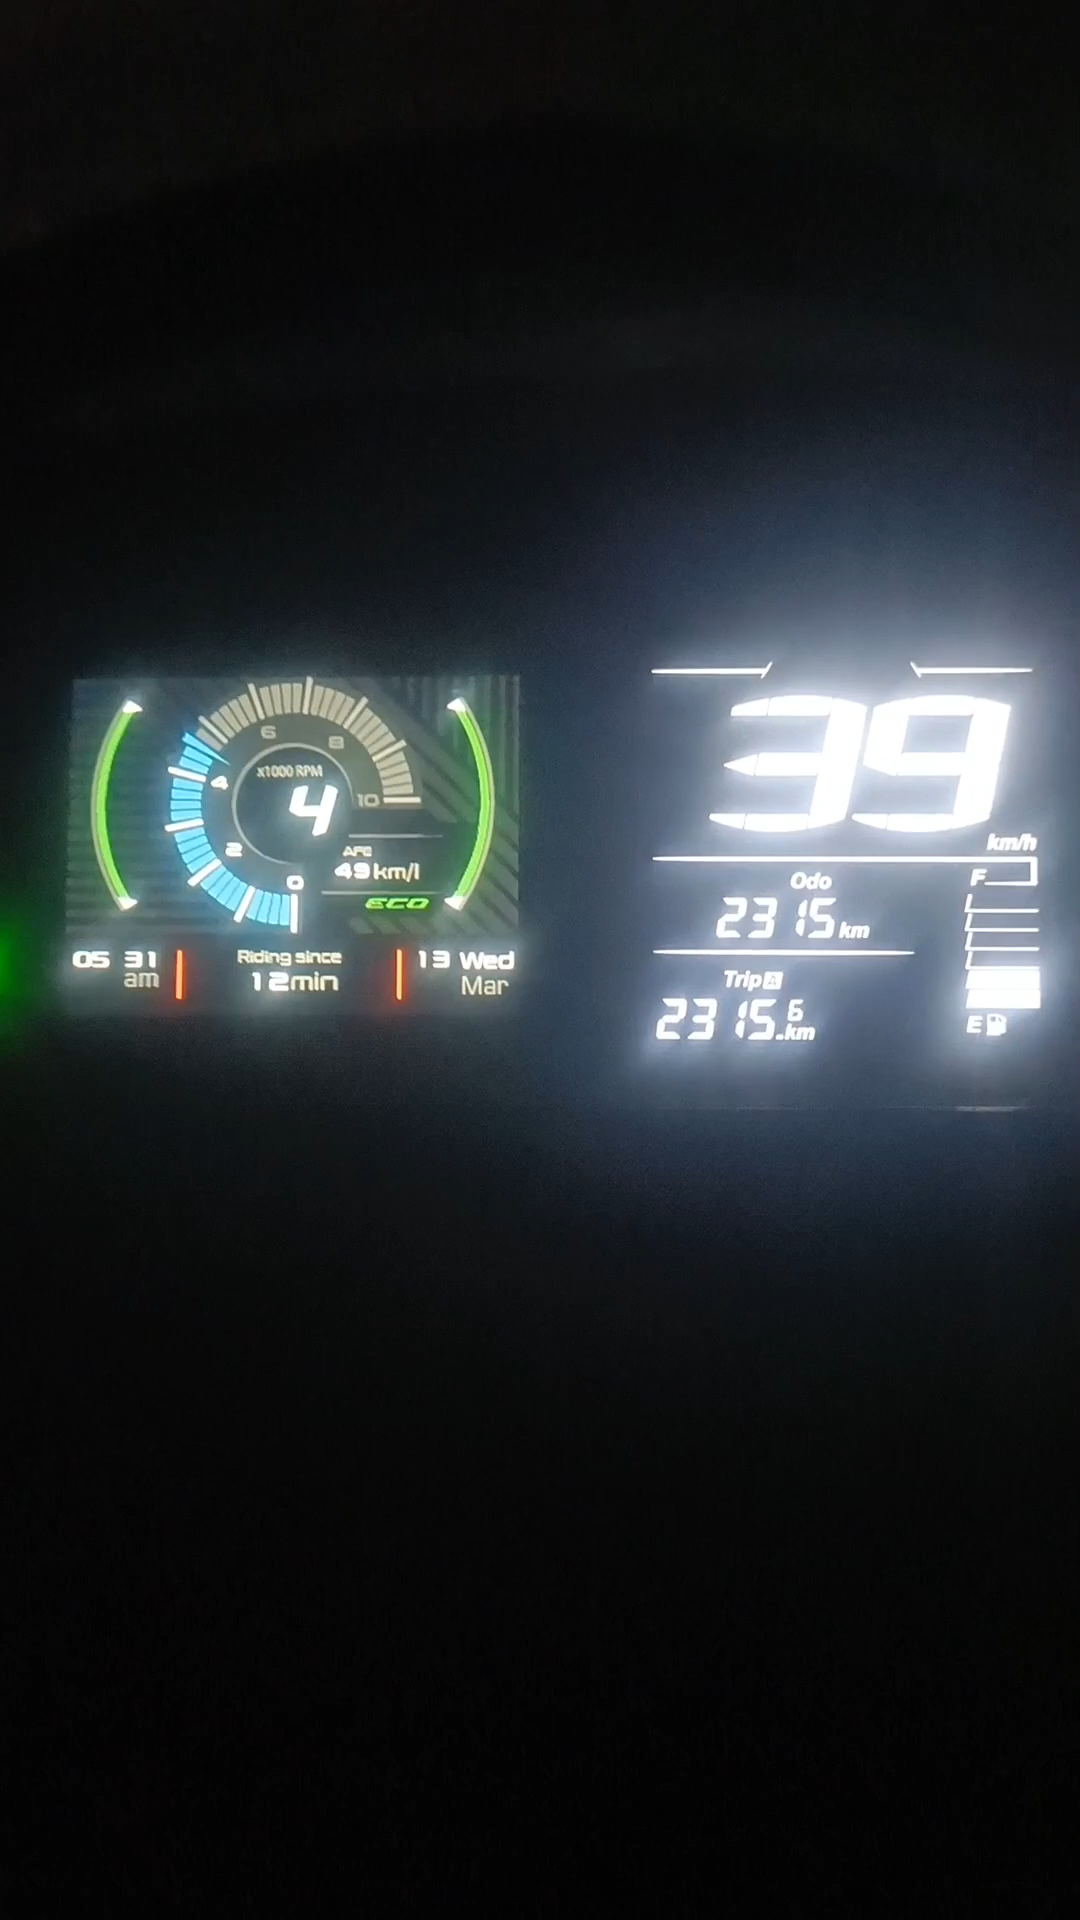 6
8
x1000 RPM
4
4
10
AFE
49 km/l
2
0
ECO
05 31
am
Riding since
12min
13 Wed
Mar
39
km/h
Odo
2315 km
F
Trip A
2315.6 km
E